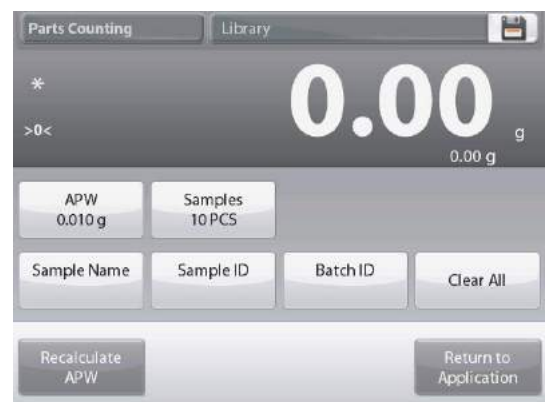 Parts Counting
Library
*
>0<
0.00 g
0.00 g
APW
0.010 g
Samples
10 PCS
Sample Name
Sample ID
Batch ID
Clear All
Recalculate
APW
Return to
Application